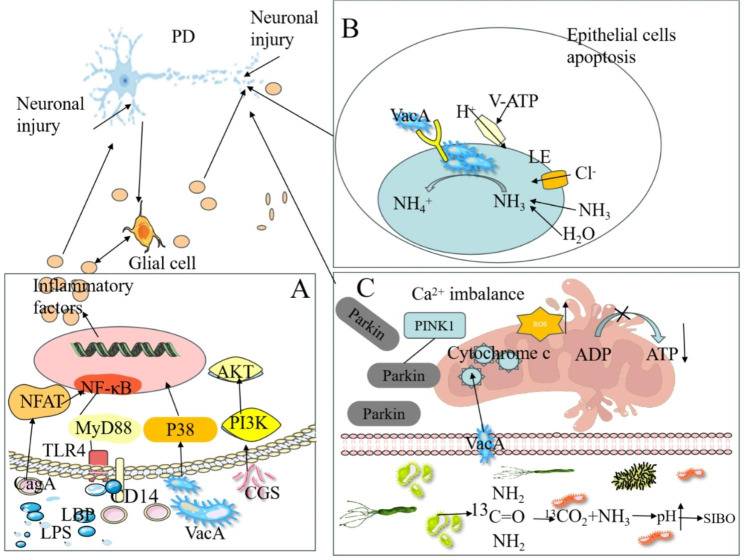 PD
Neuronal
injury
Neuronal
injury
Glial cell
A
Inflammatory
factors
NF-κB
NFAT
AKT
MyD88
P38
PI3K
TLR4
CagA
CD14
CGS
LBP
LPS
VacA
B
Epithelial cells
apoptosis
VacA
H⁺
V-ATP
LE
Cl⁻
NH₄⁺
NH₃
NH₃
H₂O
C
Ca²⁺ imbalance
Parkin
PINK1
ROS
Cytochrome c
ADP
ATP
Parkin
Parkin
VacA
NH₂
¹³C=O
NH₂
¹³CO₂+NH₃
pH
SIBO